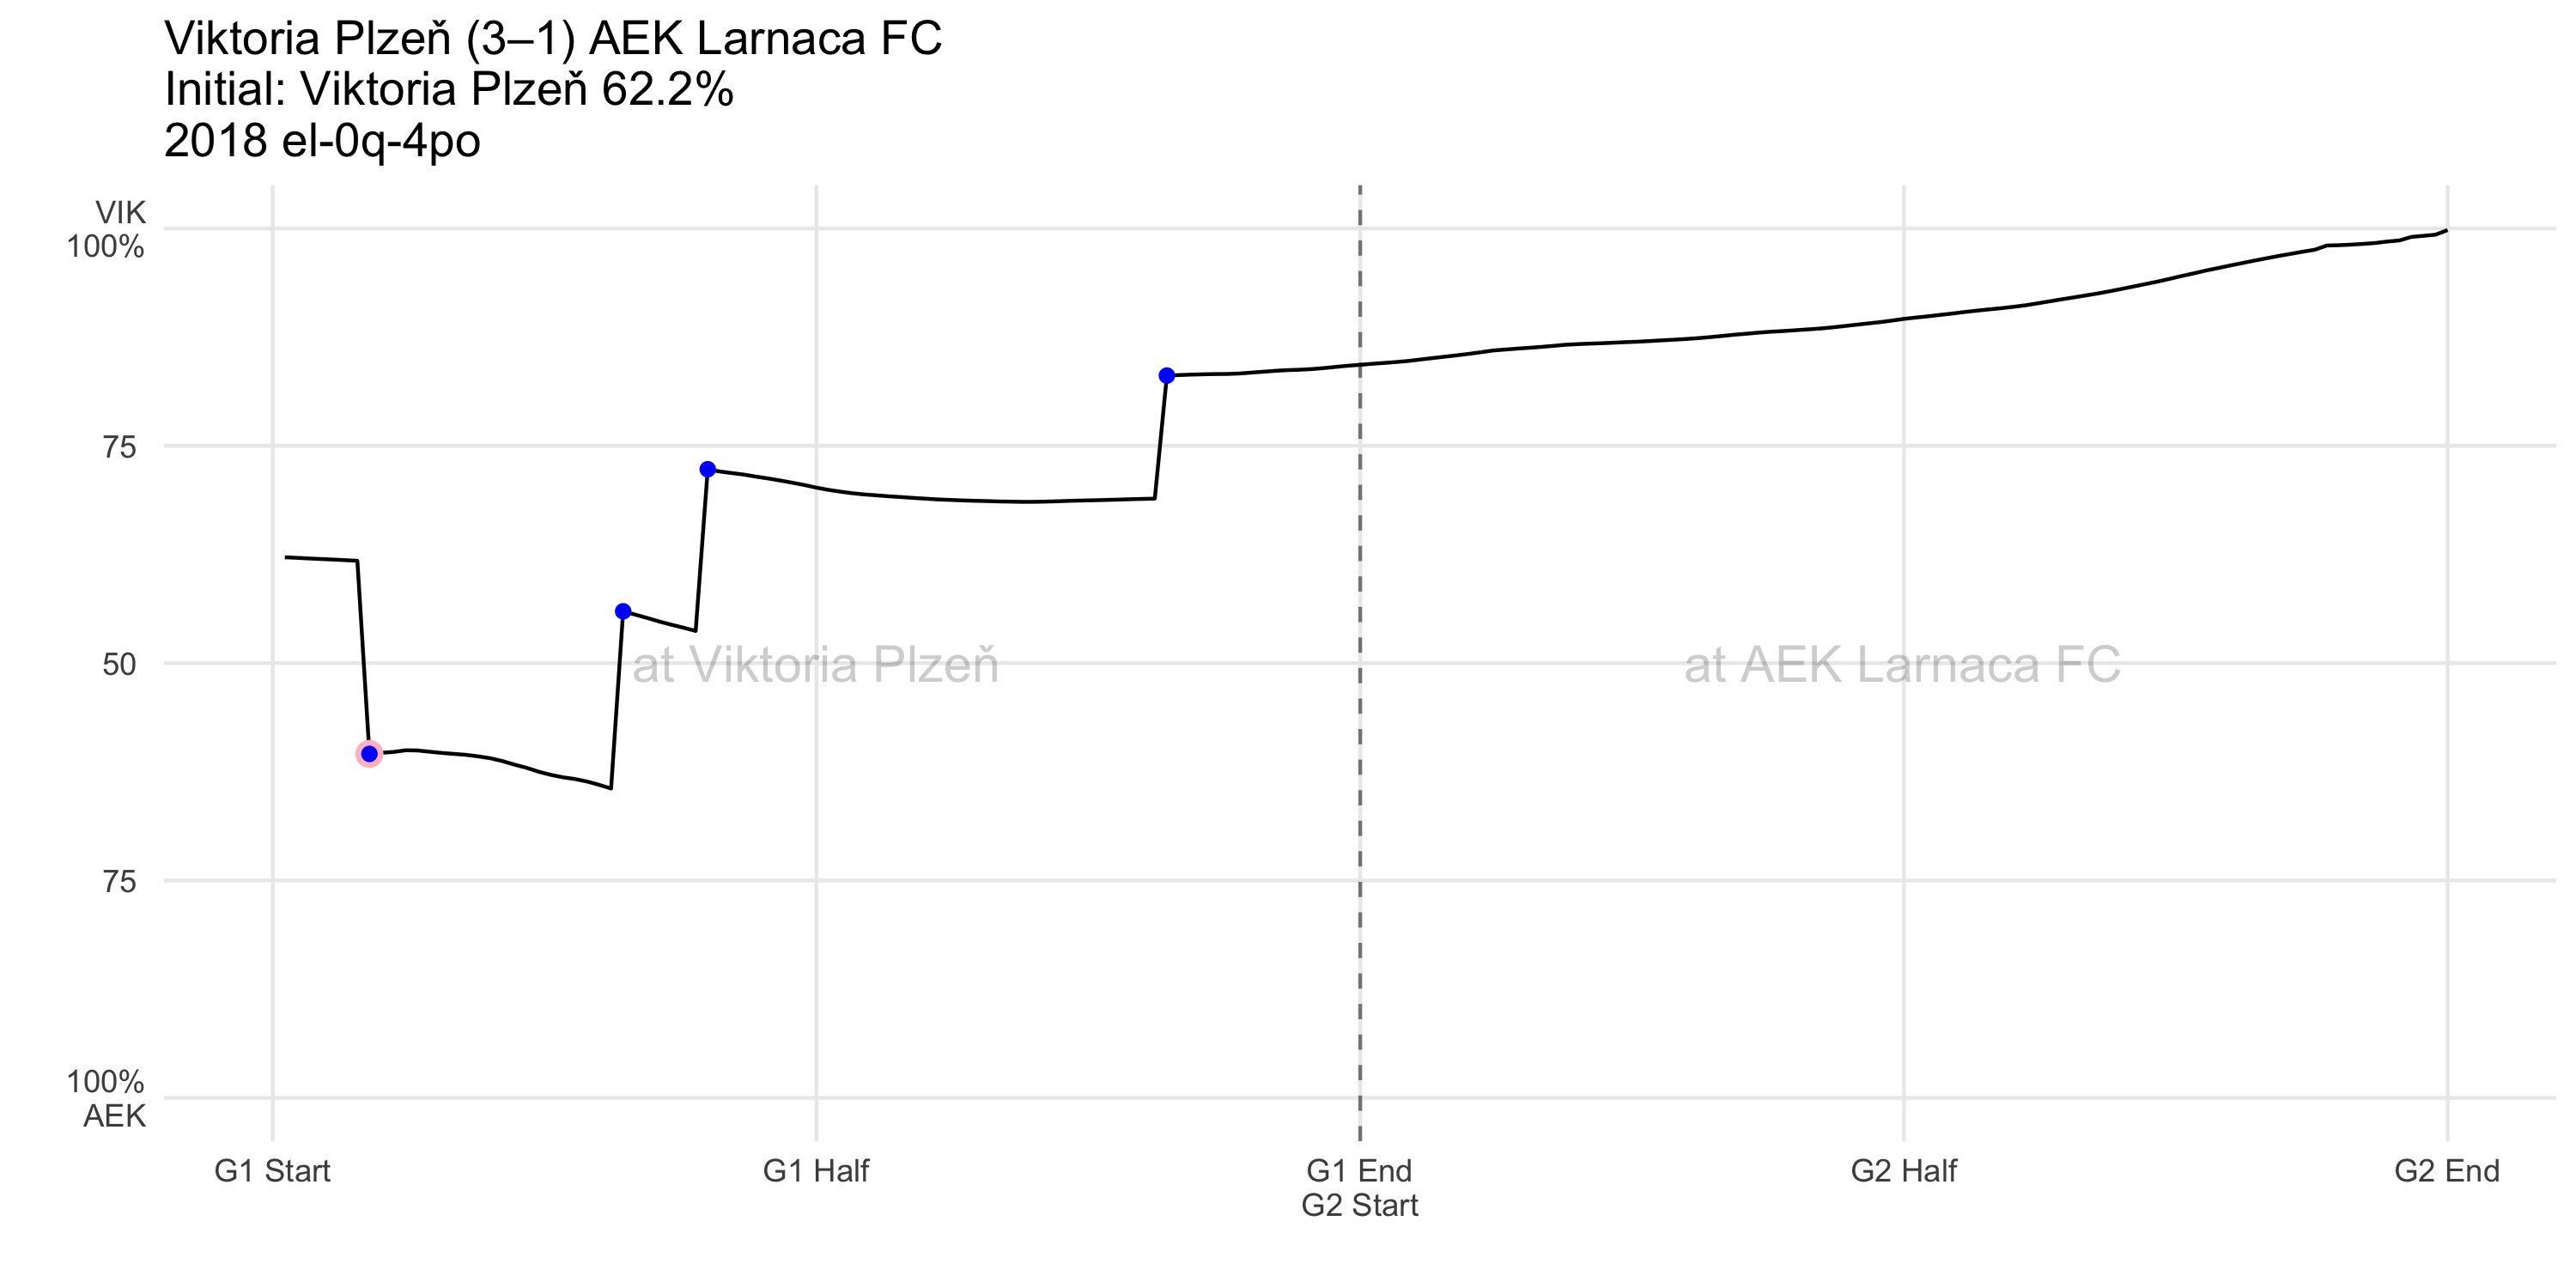 Viktoria Plzeň (3–1) AEK Larnaca FC
Initial: Viktoria Plzeň 62.2%
2018 el-0q-4po
VIK
100%
75
50
75
100%
AEK
at Viktoria Plzeň
at AEK Larnaca FC
G1 Start
G1 Half
G1 End
G2 Start
G2 Half
G2 End